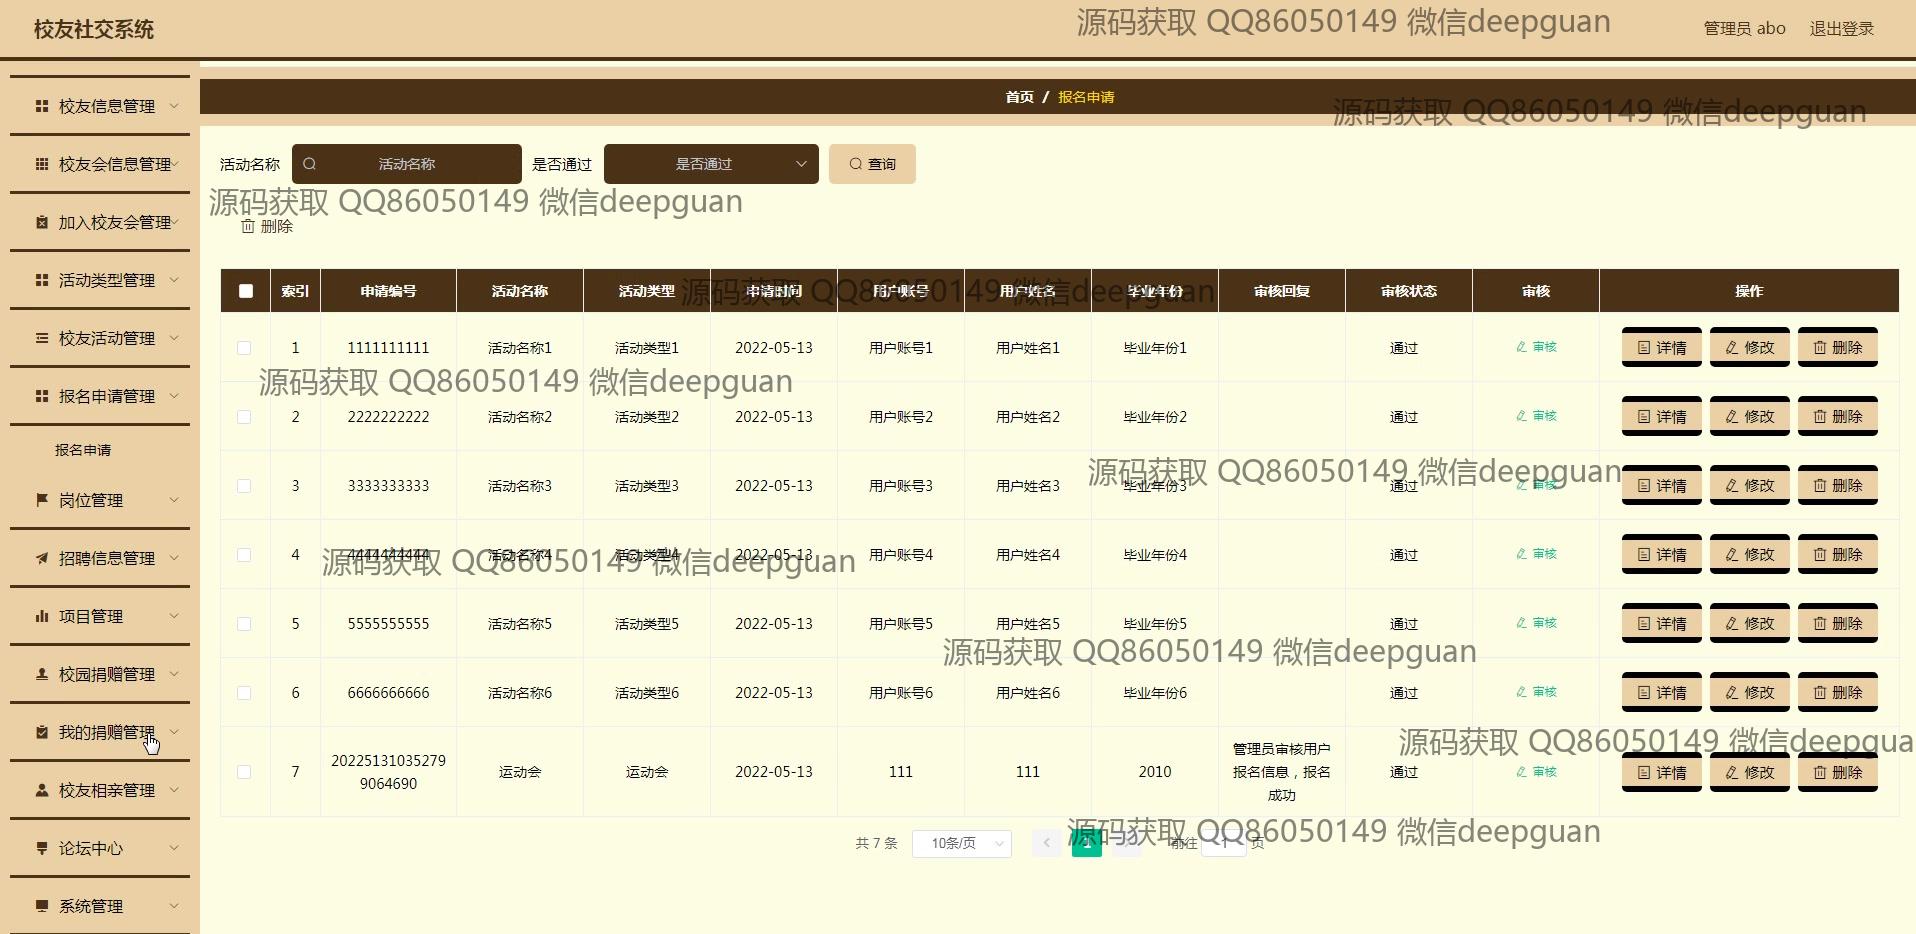 校友社交系统
源码获取 QQ86050149 微信deepguan
管理员 abo 退出登录
校友信息管理
校友会信息管理
加入校友会管理
活动类型管理
校友活动管理
报名申请管理
报名申请
岗位管理
招聘信息管理
项目管理
校园捐赠管理
我的捐赠管理
校友相亲管理
论坛中心
系统管理
首页 / 报名申请
源码获取 QQ86050149 微信deepguan
活动名称 活动名称 是否通过 是否通过 查询
源码获取 QQ86050149 微信deepguan
删除
索引 申请编号 活动名称 活动类型 申请时间 用户账号 用户姓名 毕业年份 审核回复 审核状态 审核 操作
源码获取 QQ86050149 微信deepguan
1 1111111111 活动名称1 活动类型1 2022-05-13 用户账号1 用户姓名1 毕业年份1 通过 审核 详情 修改 删除
源码获取 QQ86050149 微信deepguan
2 2222222222 活动名称2 活动类型2 2022-05-13 用户账号2 用户姓名2 毕业年份2 通过 审核 详情 修改 删除
源码获取 QQ86050149 微信deepguan
3 3333333333 活动名称3 活动类型3 2022-05-13 用户账号3 用户姓名3 毕业年份3 通过 审核 详情 修改 删除
4 4444444444 活动名称4 活动类型4 2022-05-13 用户账号4 用户姓名4 毕业年份4 通过 审核 详情 修改 删除
源码获取 QQ86050149 微信deepguan
5 5555555555 活动名称5 活动类型5 2022-05-13 用户账号5 用户姓名5 毕业年份5 通过 审核 详情 修改 删除
源码获取 QQ86050149 微信deepguan
6 6666666666 活动名称6 活动类型6 2022-05-13 用户账号6 用户姓名6 毕业年份6 通过 审核 详情 修改 删除
源码获取 QQ86050149 微信deepgua
7 20225131035279 9064690 运动会 运动会 2022-05-13 111 111 2010 管理员审核用户 报名信息，报名 成功 通过 审核 详情 修改 删除
源码获取 QQ86050149 微信deepguan
共 7 条 10条/页 1 前往 1 页